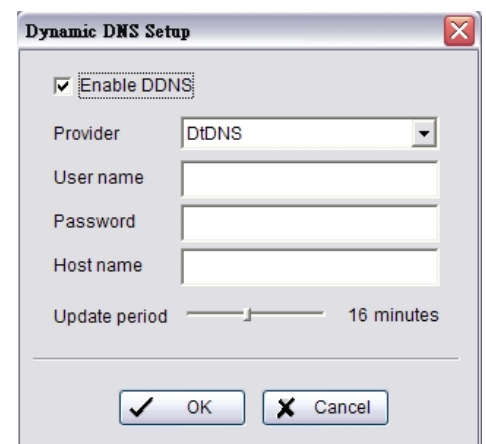 Dynamic DNS Setup
Enable DDNS
Provider DtDNS
User name
Password
Host name
Update period 16 minutes
OK Cancel